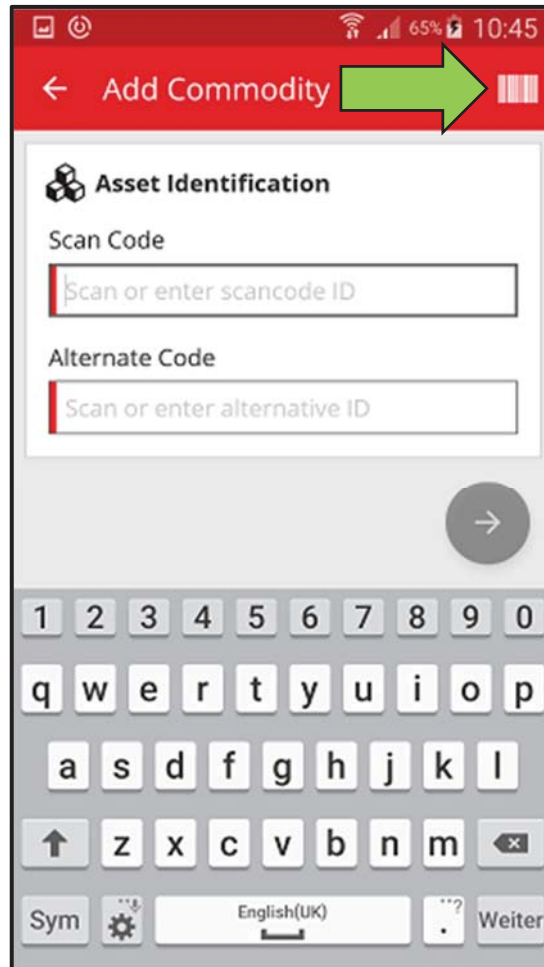 65% 10:45
Add Commodity
Asset Identification
Scan Code
Scan or enter scancode ID
Alternate Code
Scan or enter alternative ID
1 2 3 4 5 6 7 8 9 0
q w e r t y u i o p
a s d f g h j k l
z x c v b n m
Sym English(UK) . ...? Weiter